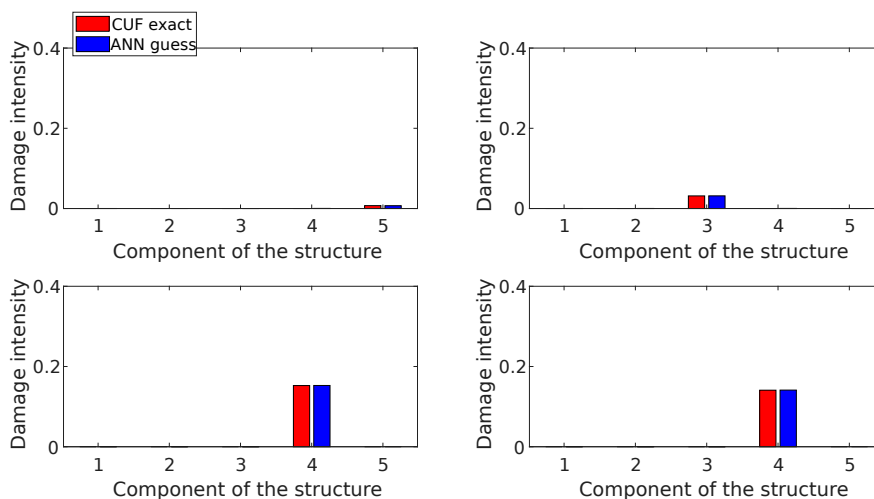 CUF exact
ANN guess
Damage intensity
0.4
0.2
0
1 2 3 4 5
Component of the structure
Damage intensity
0.4
0.2
0
1 2 3 4 5
Component of the structure
Damage intensity
0.4
0.2
0
1 2 3 4 5
Component of the structure
Damage intensity
0.4
0.2
0
1 2 3 4 5
Component of the structure